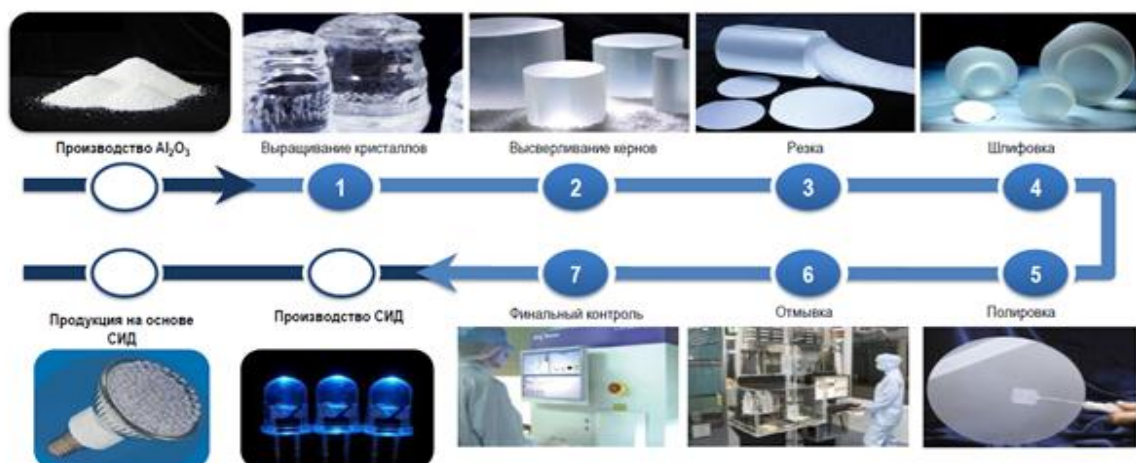 Производство Al₂O₃
Выращивание кристаллов
Высверливание кернов
Резка
Шлифовка
1
2
3
4
7
6
5
Продукция на основе
СИД
Производство СИД
Финальный контроль
Отмывка
Полировка